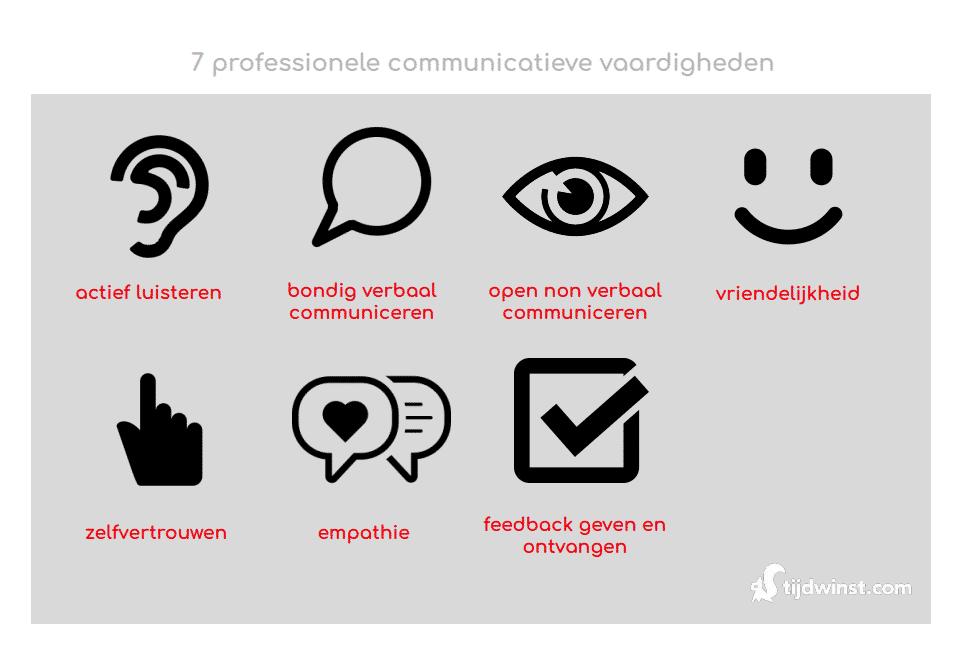 7 professionele communicatieve vaardigheden
actief luisteren
bondig verbaal
communiceren
open non verbaal
communiceren
vriendelijkheid
zelfvertrouwen
empathie
feedback geven en
ontvangen
tijdwinst.com